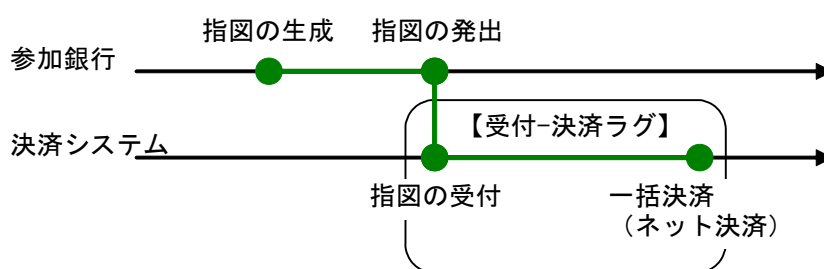 指図の生成 指図の発出
参加銀行
【受付−決済ラグ】
決済システム
指図の受付 一括決済
（ネット決済）